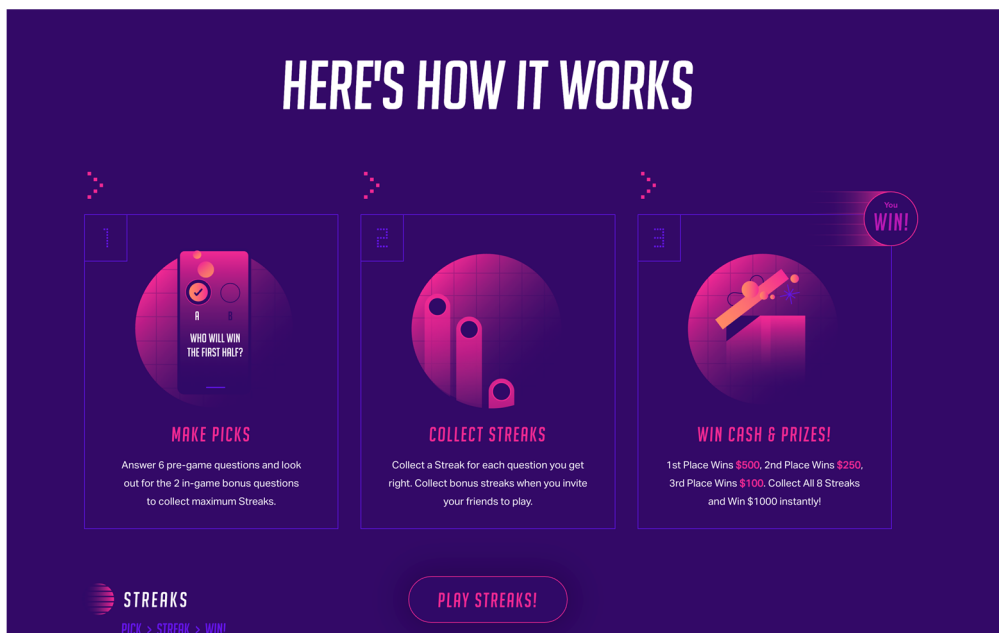 HERE'S HOW IT WORKS
1
A B
WHO WILL WIN
THE FIRST HALF?
MAKE PICKS
Answer 6 pre-game questions and look
out for the 2 in-game bonus questions
to collect maximum Streaks.
2
COLLECT STREAKS
Collect a Streak for each question you get
right. Collect bonus streaks when you invite
your friends to play.
3
You
WIN!
WIN CASH & PRIZES!
1st Place Wins $500, 2nd Place Wins $250,
3rd Place Wins $100. Collect All 8 Streaks
and Win $1000 instantly!
STREAKS
PICK > STREAK > WIN!
PLAY STREAKS!